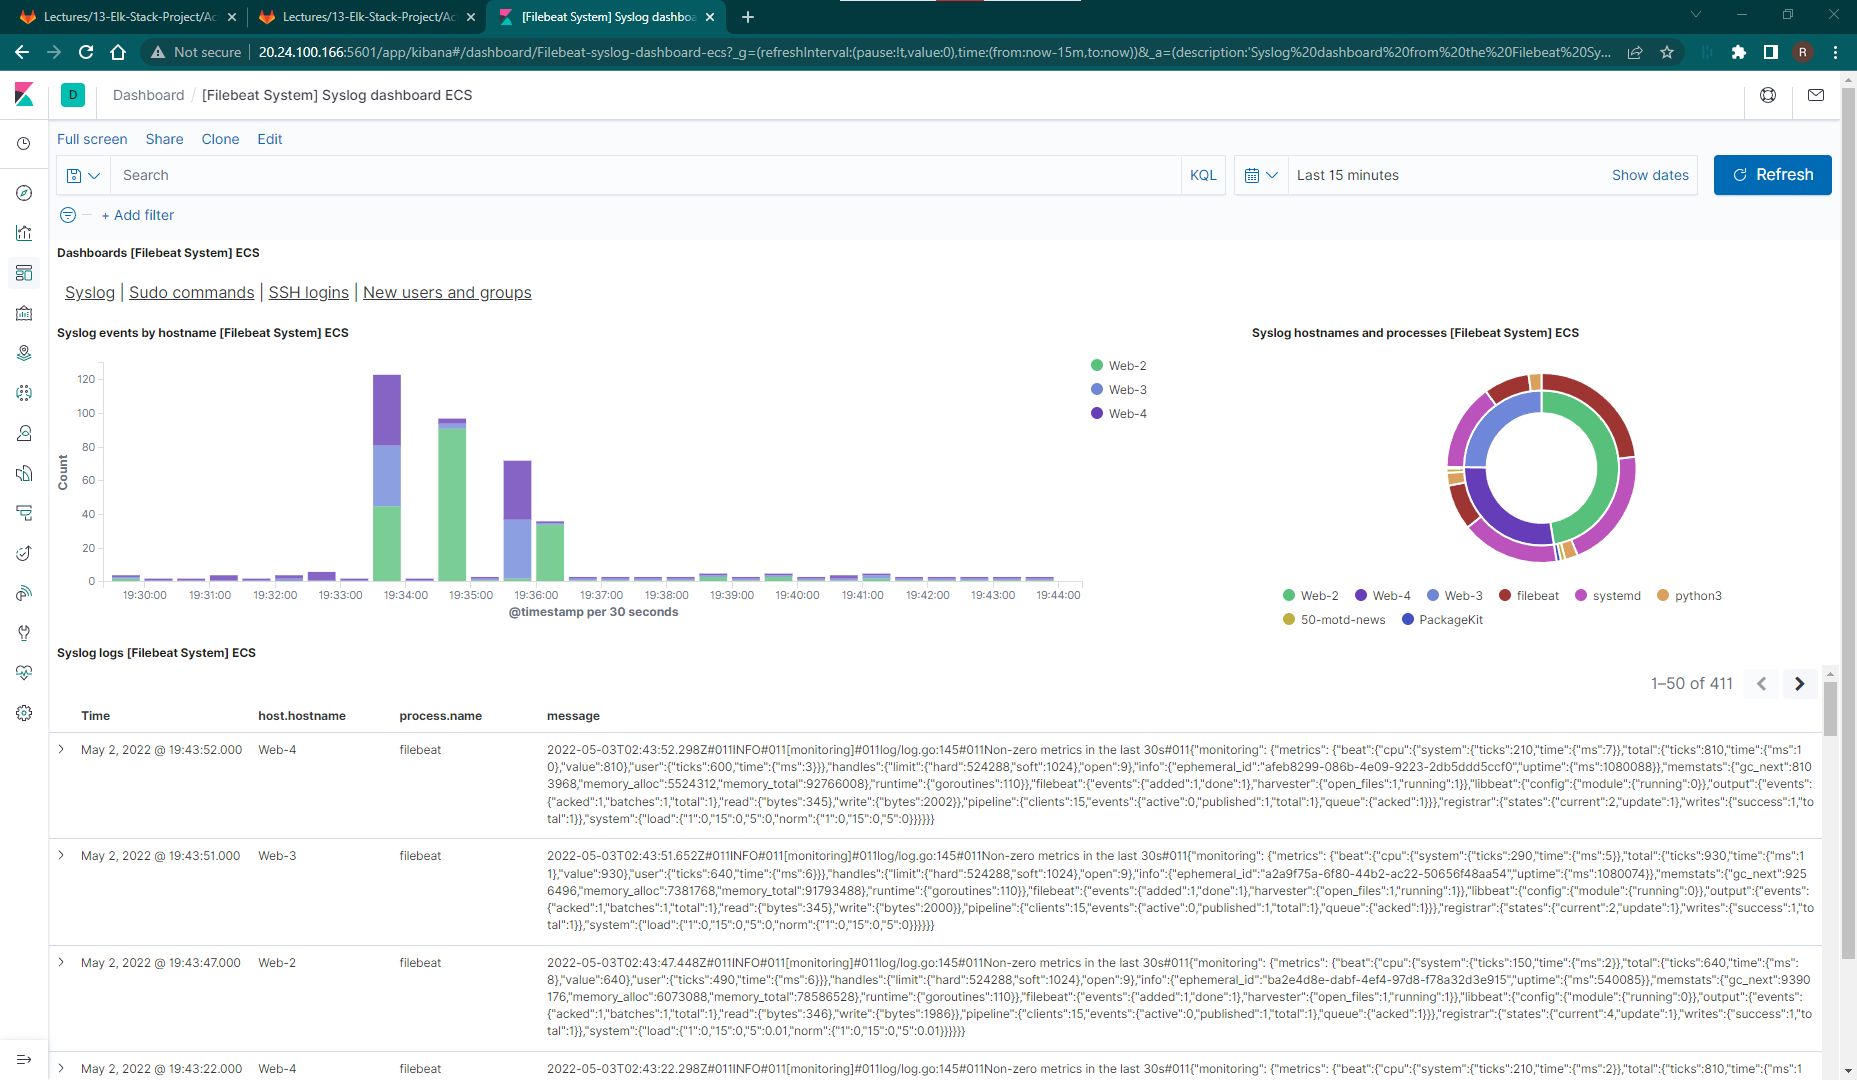 Lectures/13-Elk-Stack-Project/Ac
Lectures/13-Elk-Stack-Project/Ac
[Filebeat System] Syslog dashboa
Not secure
20.24.100.166:5601/app/kibana#/dashboard/Filebeat-syslog-dashboard-ecs?_g=(refreshInterval:(pause:!t,value:0),time:(from:now-15m,to:now))&_a=(description:'Syslog%20dashboard%20from%20the%20Filebeat%20Sy...
R
D
Dashboard / [Filebeat System] Syslog dashboard ECS
Full screen Share Clone Edit
Search
KQL
Last 15 minutes
Show dates
Refresh
+ Add filter
Dashboards [Filebeat System] ECS
Syslog | Sudo commands | SSH logins | New users and groups
Syslog events by hostname [Filebeat System] ECS
Count
120
100
80
60
40
20
0
19:30:00 19:31:00 19:32:00 19:33:00 19:34:00 19:35:00 19:36:00 19:37:00 19:38:00 19:39:00 19:40:00 19:41:00 19:42:00 19:43:00 19:44:00
@timestamp per 30 seconds
Web-2
Web-3
Web-4
Syslog hostnames and processes [Filebeat System] ECS
Web-2 Web-4 Web-3 filebeat systemd python3
50-motd-news PackageKit
Syslog logs [Filebeat System] ECS
1–50 of 411
Time host.hostname process.name message
May 2, 2022 @ 19:43:52.000 Web-4 filebeat 2022-05-03T02:43:52.298Z#011INFO#011[monitoring]#011log/log.go:145#011Non-zero metrics in the last 30s#011{"monitoring": {"metrics": {"beat":{"cpu":{"system":{"ticks":210,"time":{"ms":7}},"total":{"ticks":810,"time":{"ms":1
0},"value":810},"user":{"ticks":600,"time":{"ms":3}}},"handles":{"limit":{"hard":524288,"soft":1024},"open":9},"info":{"ephemeral_id":"afeb8299-086b-4e09-9223-2db5ddd5ccf0","uptime":{"ms":1080088}},"memstats":{"gc_next":810
3968,"memory_alloc":5524312,"memory_total":92766008},"runtime":{"goroutines":110}},"filebeat":{"events":{"added":1,"done":1},"harvester":{"open_files":1,"running":1}},"libbeat":{"config":{"module":{"running":0}},"output":{"events":
{"acked":1,"batches":1,"total":1},"read":{"bytes":345},"write":{"bytes":2002}},"pipeline":{"clients":15,"events":{"active":0,"published":1,"total":1},"queue":{"acked":1}}},"registrar":{"states":{"current":2,"update":1},"writes":{"success":1,"to
tal":1}},"system":{"load":{"1":0,"15":0,"5":0,"norm":{"1":0,"15":0,"5":0}}}}}}
May 2, 2022 @ 19:43:51.000 Web-3 filebeat 2022-05-03T02:43:51.652Z#011INFO#011[monitoring]#011log/log.go:145#011Non-zero metrics in the last 30s#011{"monitoring": {"metrics": {"beat":{"cpu":{"system":{"ticks":290,"time":{"ms":5}},"total":{"ticks":930,"time":{"ms":1
1},"value":930},"user":{"ticks":640,"time":{"ms":6}}},"handles":{"limit":{"hard":524288,"soft":1024},"open":9},"info":{"ephemeral_id":"a2a9f75a-6f80-44b2-ac22-50656f48aa54","uptime":{"ms":1080074}},"memstats":{"gc_next":925
6496,"memory_alloc":7381768,"memory_total":91793488},"runtime":{"goroutines":110}},"filebeat":{"events":{"added":1,"done":1},"harvester":{"open_files":1,"running":1}},"libbeat":{"config":{"module":{"running":0}},"output":{"events":
{"acked":1,"batches":1,"total":1},"read":{"bytes":345},"write":{"bytes":2000}},"pipeline":{"clients":15,"events":{"active":0,"published":1,"total":1},"queue":{"acked":1}}},"registrar":{"states":{"current":2,"update":1},"writes":{"success":1,"to
tal":1}},"system":{"load":{"1":0,"15":0,"5":0,"norm":{"1":0,"15":0,"5":0}}}}}}
May 2, 2022 @ 19:43:47.000 Web-2 filebeat 2022-05-03T02:43:47.448Z#011INFO#011[monitoring]#011log/log.go:145#011Non-zero metrics in the last 30s#011{"monitoring": {"metrics": {"beat":{"cpu":{"system":{"ticks":150,"time":{"ms":2}},"total":{"ticks":640,"time":{"ms":
8},"value":640},"user":{"ticks":490,"time":{"ms":6}}},"handles":{"limit":{"hard":524288,"soft":1024},"open":9},"info":{"ephemeral_id":"ba2e4d8e-dabf-4ef4-97d8-f78a32d3e915","uptime":{"ms":540085}},"memstats":{"gc_next":9390
176,"memory_alloc":6073088,"memory_total":78586528},"runtime":{"goroutines":110}},"filebeat":{"events":{"added":1,"done":1},"harvester":{"open_files":1,"running":1}},"libbeat":{"config":{"module":{"running":0}},"output":{"events":
{"acked":1,"batches":1,"total":1},"read":{"bytes":346},"write":{"bytes":1986}},"pipeline":{"clients":15,"events":{"active":0,"published":1,"total":1},"queue":{"acked":1}}},"registrar":{"states":{"current":4,"update":1},"writes":{"success":1,"to
tal":1}},"system":{"load":{"1":0,"15":0,"5":0.01,"norm":{"1":0,"15":0,"5":0.01}}}}}}
May 2, 2022 @ 19:43:22.000 Web-4 filebeat 2022-05-03T02:43:22.298Z#011INFO#011[monitoring]#011log/log.go:145#011Non-zero metrics in the last 30s#011{"monitoring": {"metrics": {"beat":{"cpu":{"system":{"ticks":210,"time":{"ms":2}},"total":{"ticks":810,"time":{"ms":1